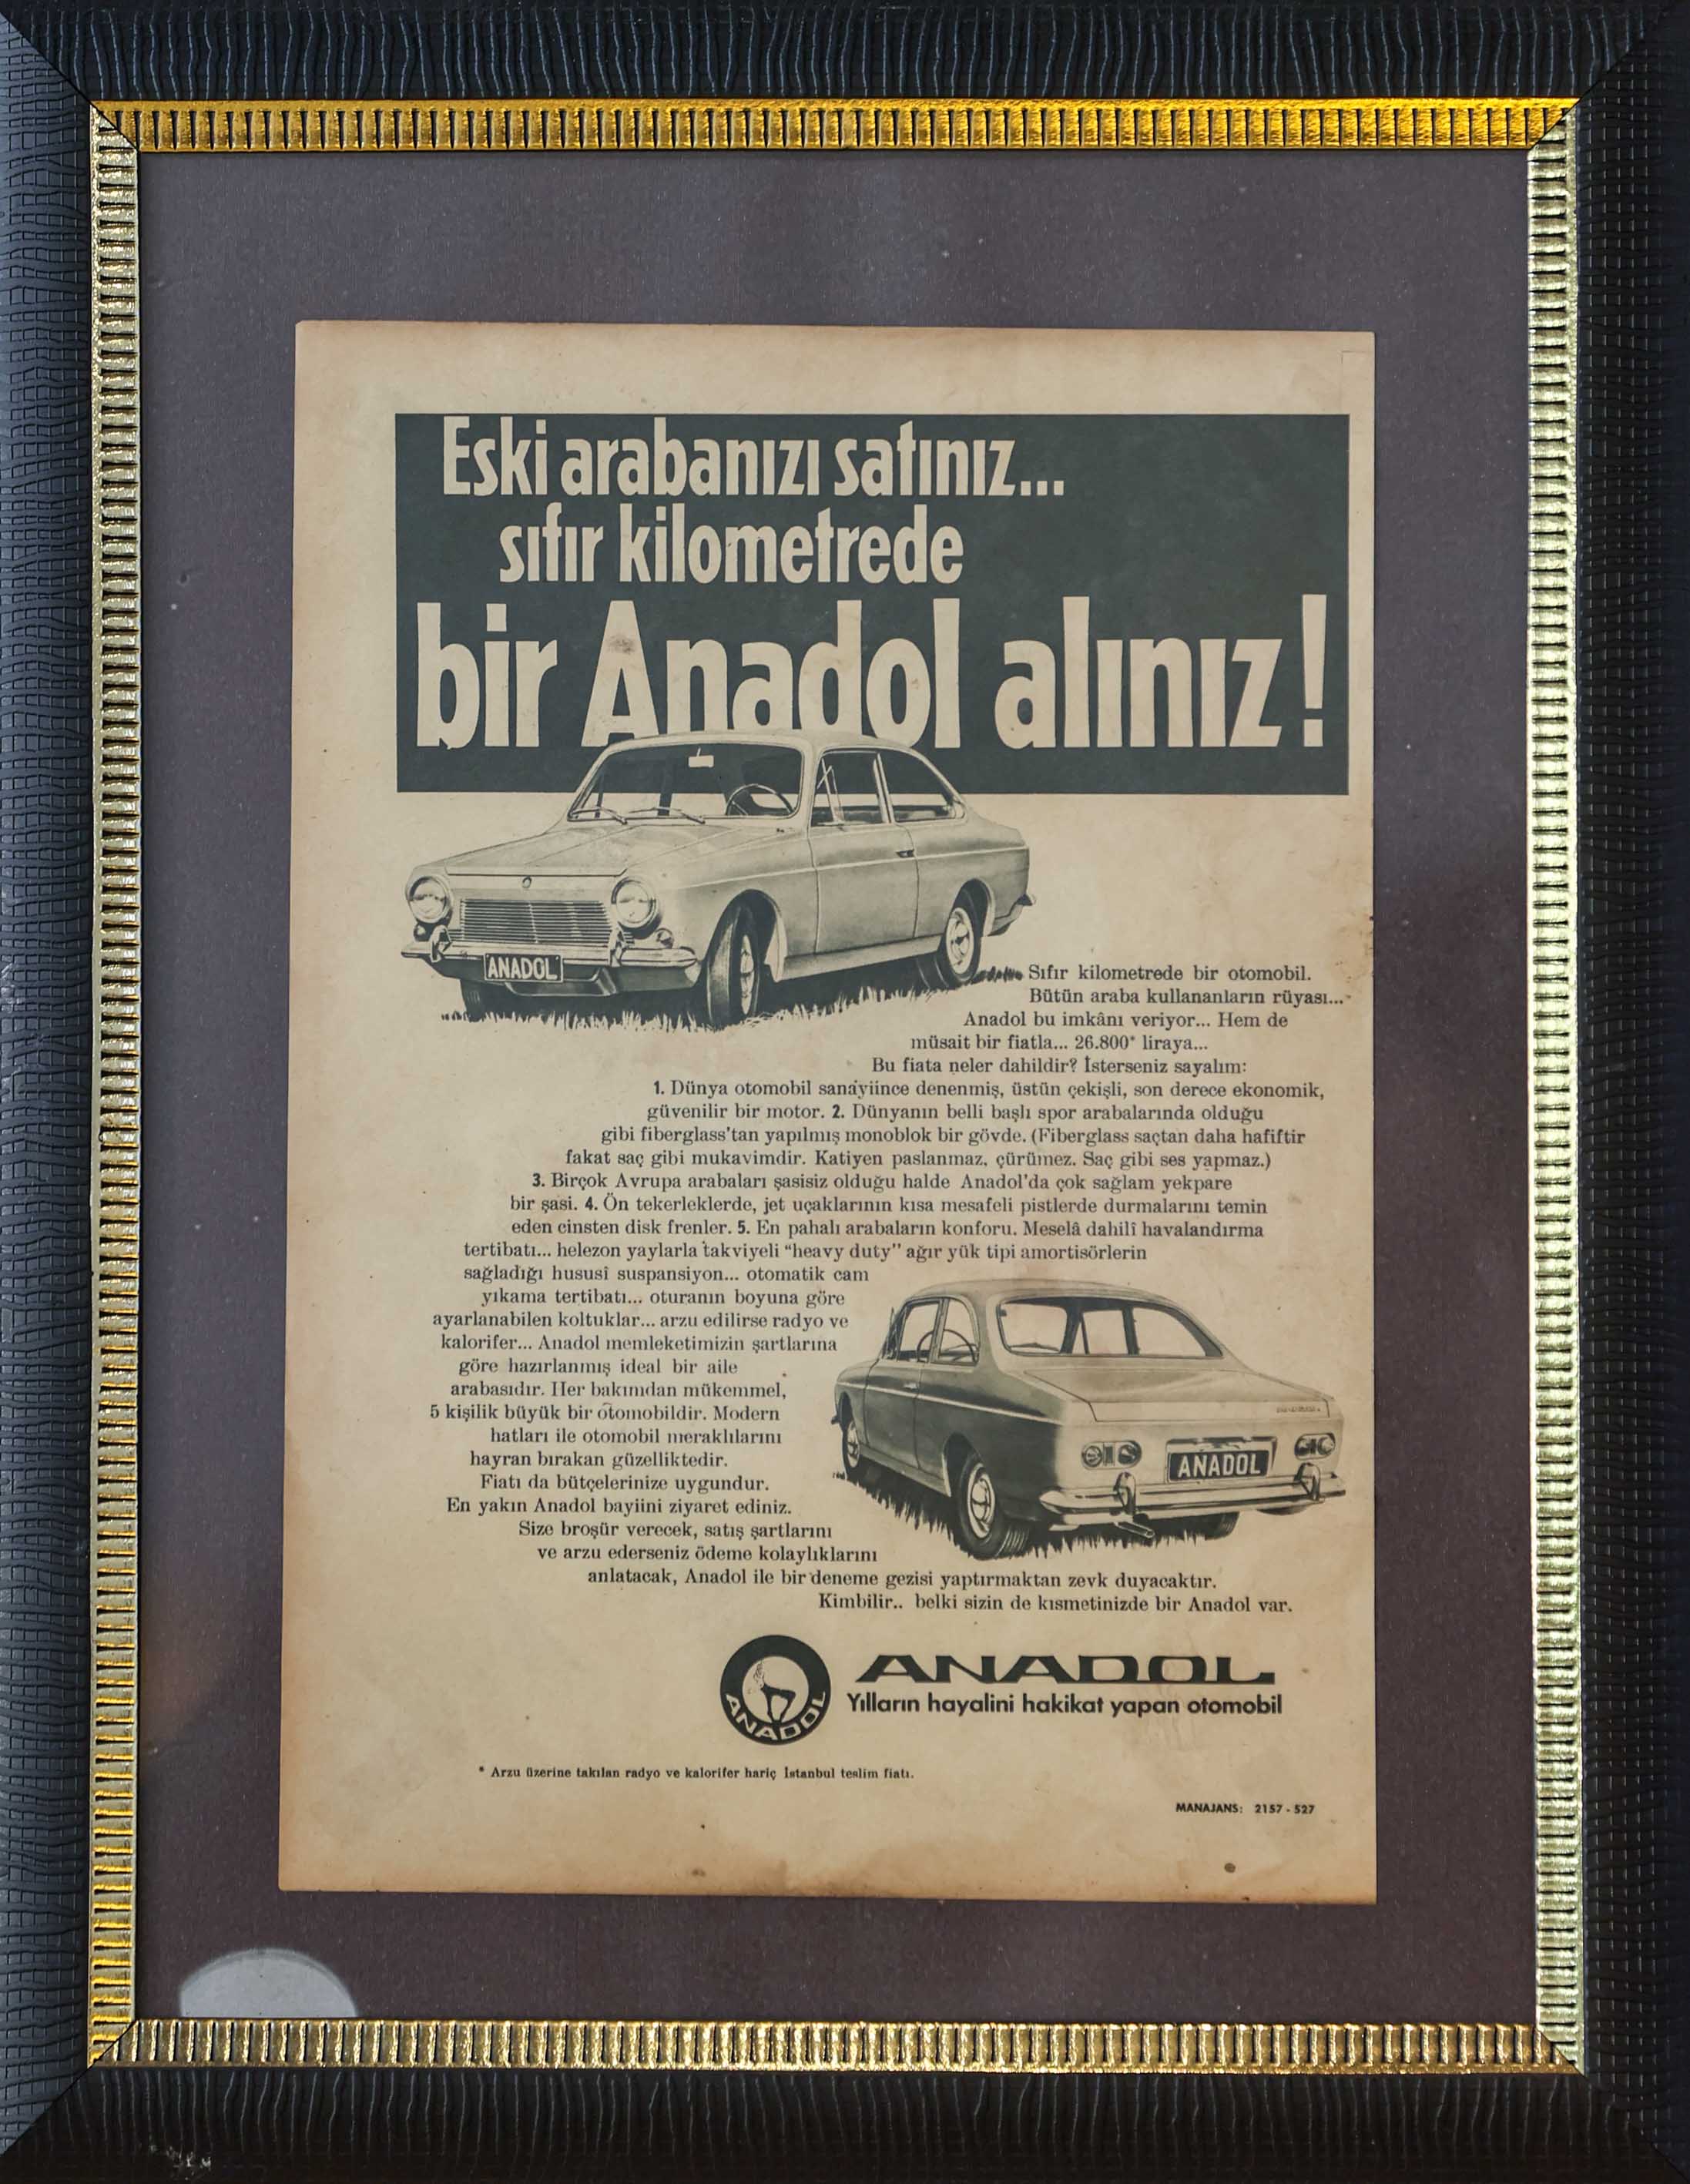 Eski arabanızı satınız...
sıfır kilometrede
bir Anadol alınız!
ANADOL
Sıfır kilometrede bir otomobil.
Bütün araba kullananların rüyası...
Anadol bu imkânı veriyor... Hem de
müsait bir fiatla... 26.800* liraya...
Bu fiata neler dahildir? İsterseniz sayalım:
1. Dünya otomobil sanayiince denenmiş, üstün çekişli, son derece ekonomik,
güvenilir bir motor. 2. Dünyanın belli başlı spor arabalarında olduğu
gibi fiberglass'tan yapılmış monoblok bir gövde. (Fiberglass saçtan daha hafiftir
fakat saç gibi mukavimdir. Katiyen paslanmaz, çürümez. Saç gibi ses yapmaz.)
3. Birçok Avrupa arabaları şasisiz olduğu halde Anadol'da çok sağlam yekpare
bir şasi. 4. Ön tekerleklerde, jet uçaklarının kısa mesafeli pistlerde durmalarını temin
eden cinsten disk frenler. 5. En pahalı arabaların konforu. Meselâ dahilî havalandırma
tertibatı... helezon yaylarla takviyeli "heavy duty" ağır yük tipi amortisörlerin
sağladığı hususî suspansiyon... otomatik cam
yıkama tertibatı... oturanın boyuna göre
ayarlanabilen koltuklar... arzu edilirse radyo ve
kalorifer... Anadol memleketimizin şartlarına
göre hazırlanmış ideal bir aile
arabasıdır. Her bakımdan mükemmel,
5 kişilik büyük bir otomobildir. Modern
hatları ile otomobil meraklılarını
hayran bırakan güzelliktedir.
Fiatı da bütçelerinize uygundur.
En yakın Anadol bayiini ziyaret ediniz.
Size broşür verecek, satış şartlarını
ve arzu ederseniz ödeme kolaylıklarını
anlatacak, Anadol ile bir deneme gezisi yaptırmaktan zevk duyacaktır.
Kimbilir.. belki sizin de kısmetinizde bir Anadol var.
ANADOL
ANADOL
ANADOL
Yılların hayalini hakikat yapan otomobil
* Arzu üzerine takılan radyo ve kalorifer hariç İstanbul teslim fiatı.
MANAJANS: 2157 - 527